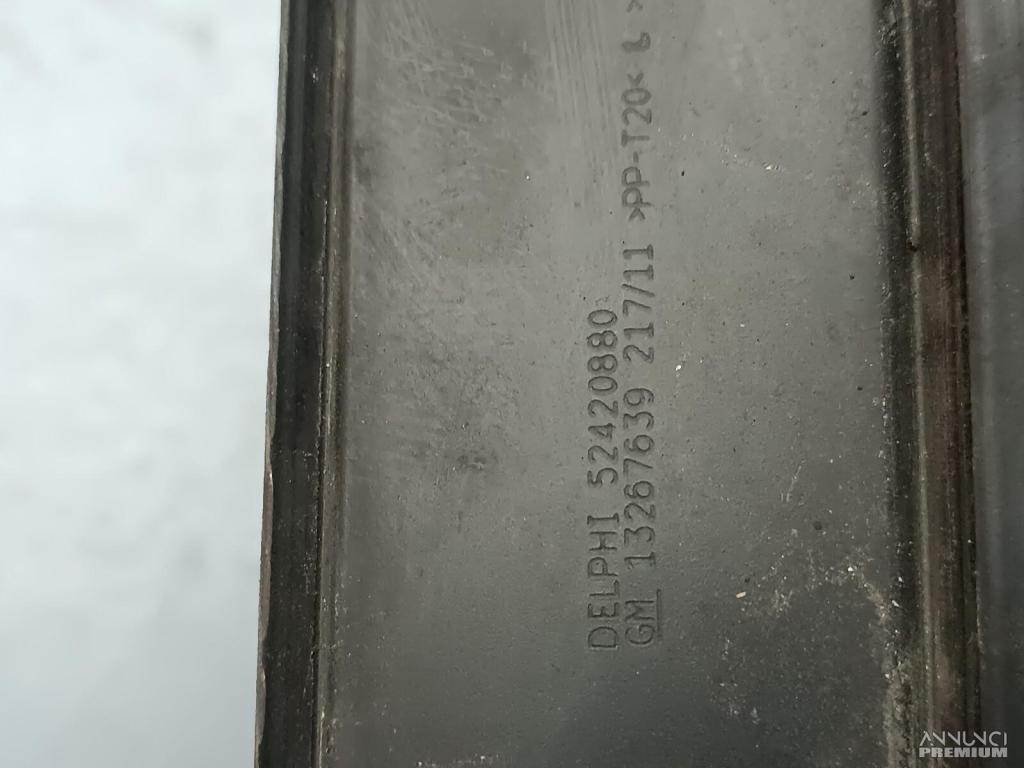 DELPHI 52420880
GM 13267639 217/11 >PP-T20<
ANNUNCI
PREMIUM